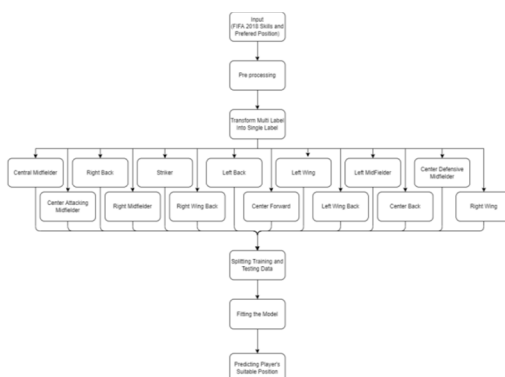 Input
(FIFA 2018 Skills and
Prefered Position)
Pre-processing
Transform Multi Label
Into Single Label
Central Midfielder
Right Back
Striker
Left Back
Left Wing
Left MidFielder
Center Defensive
Midfielder
Center Attacking
Midfielder
Right Midfielder
Right Wing Back
Center Forward
Left Wing Back
Center Back
Right Wing
Splitting Training and
Testing Data
Fitting the Model
Predicting Player's
Suitable Position